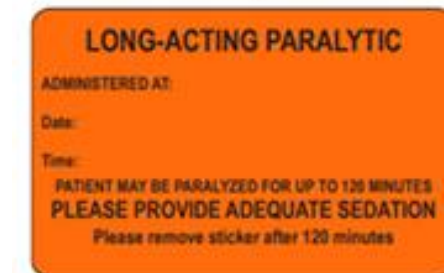 LONG-ACTING PARALYTIC
ADMINISTERED AT:
Date:
Time:
PATIENT MAY BE PARALYZED FOR UP TO 120 MINUTES
PLEASE PROVIDE ADEQUATE SEDATION
Please remove sticker after 120 minutes